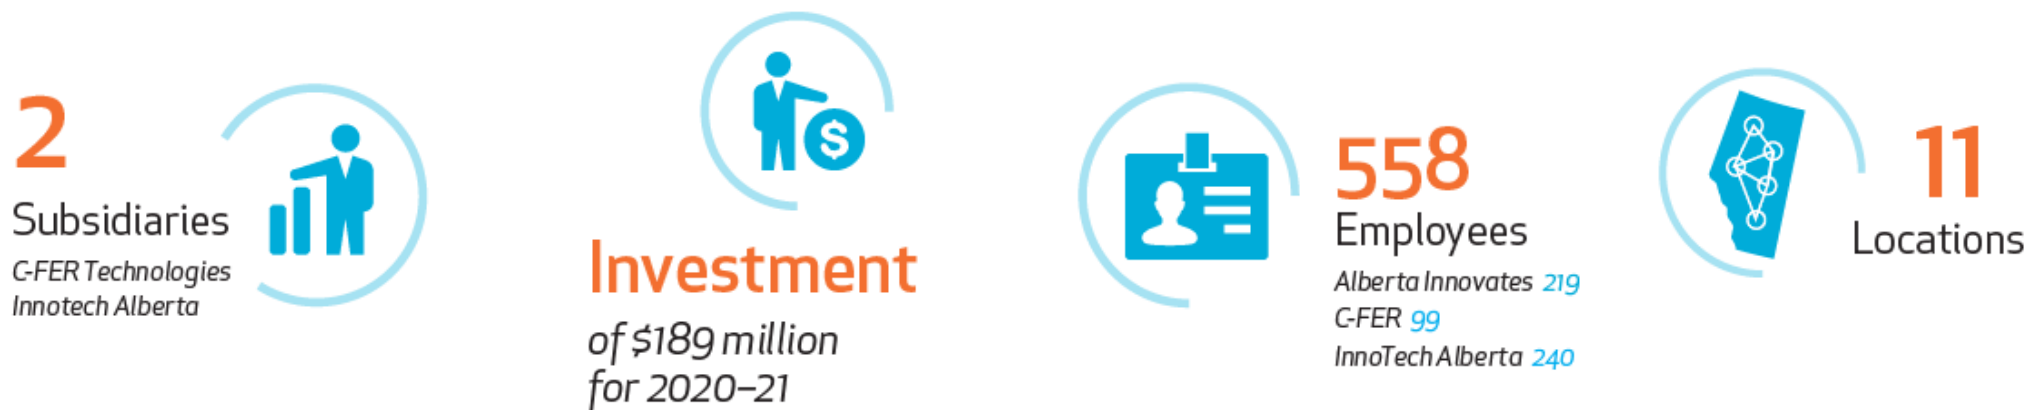 2
Subsidiaries
C-FER Technologies
Innotech Alberta
$
Investment
of $189 million
for 2020–21
558
Employees
Alberta Innovates 219
C-FER 99
InnoTech Alberta 240
11
Locations